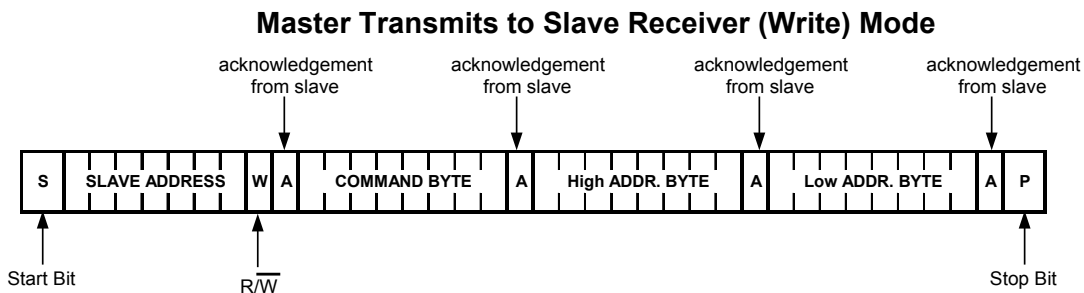 Master Transmits to Slave Receiver (Write) Mode
acknowledgement from slave
acknowledgement from slave
acknowledgement from slave
acknowledgement from slave
S SLAVE ADDRESS W A COMMAND BYTE A High ADDR. BYTE A Low ADDR. BYTE A P
Start Bit
R/W̅
Stop Bit